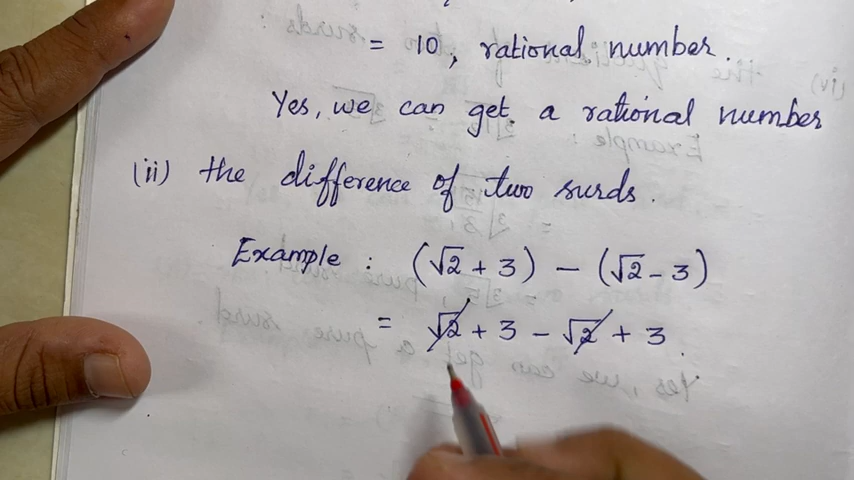 = 10, rational number.
Yes, we can get a rational number
(ii) the difference of two surds.
Example : (√2 + 3) − (√2 − 3)
= √2 + 3 − √2 + 3